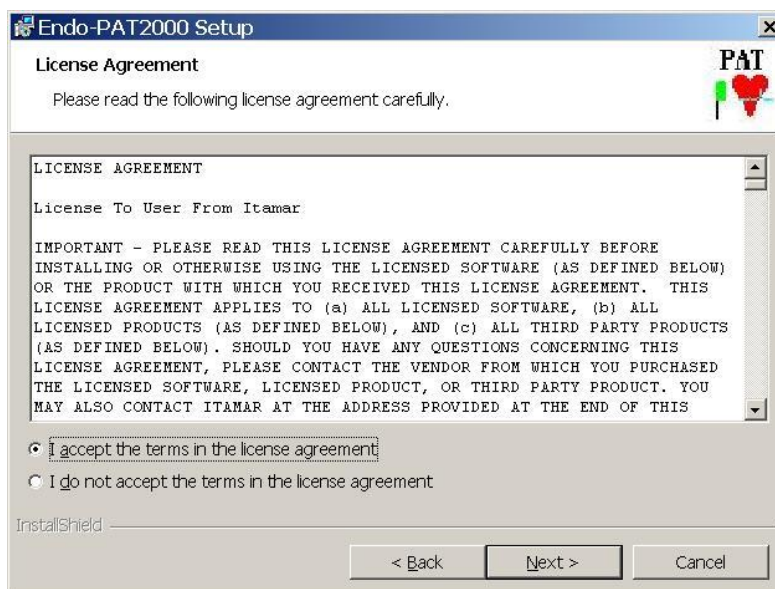 Endo-PAT2000 Setup
License Agreement
PAT
Please read the following license agreement carefully.
LICENSE AGREEMENT
License To User From Itamar
IMPORTANT - PLEASE READ THIS LICENSE AGREEMENT CAREFULLY BEFORE
INSTALLING OR OTHERWISE USING THE LICENSED SOFTWARE (AS DEFINED BELOW)
OR THE PRODUCT WITH WHICH YOU RECEIVED THIS LICENSE AGREEMENT.  THIS
LICENSE AGREEMENT APPLIES TO (a) ALL LICENSED SOFTWARE, (b) ALL
LICENSED PRODUCTS (AS DEFINED BELOW), AND (c) ALL THIRD PARTY PRODUCTS
(AS DEFINED BELOW). SHOULD YOU HAVE ANY QUESTIONS CONCERNING THIS
LICENSE AGREEMENT, PLEASE CONTACT THE VENDOR FROM WHICH YOU PURCHASED
THE LICENSED SOFTWARE, LICENSED PRODUCT, OR THIRD PARTY PRODUCT. YOU
MAY ALSO CONTACT ITAMAR AT THE ADDRESS PROVIDED AT THE END OF THIS
I accept the terms in the license agreement
I do not accept the terms in the license agreement
InstallShield
< Back
Next >
Cancel